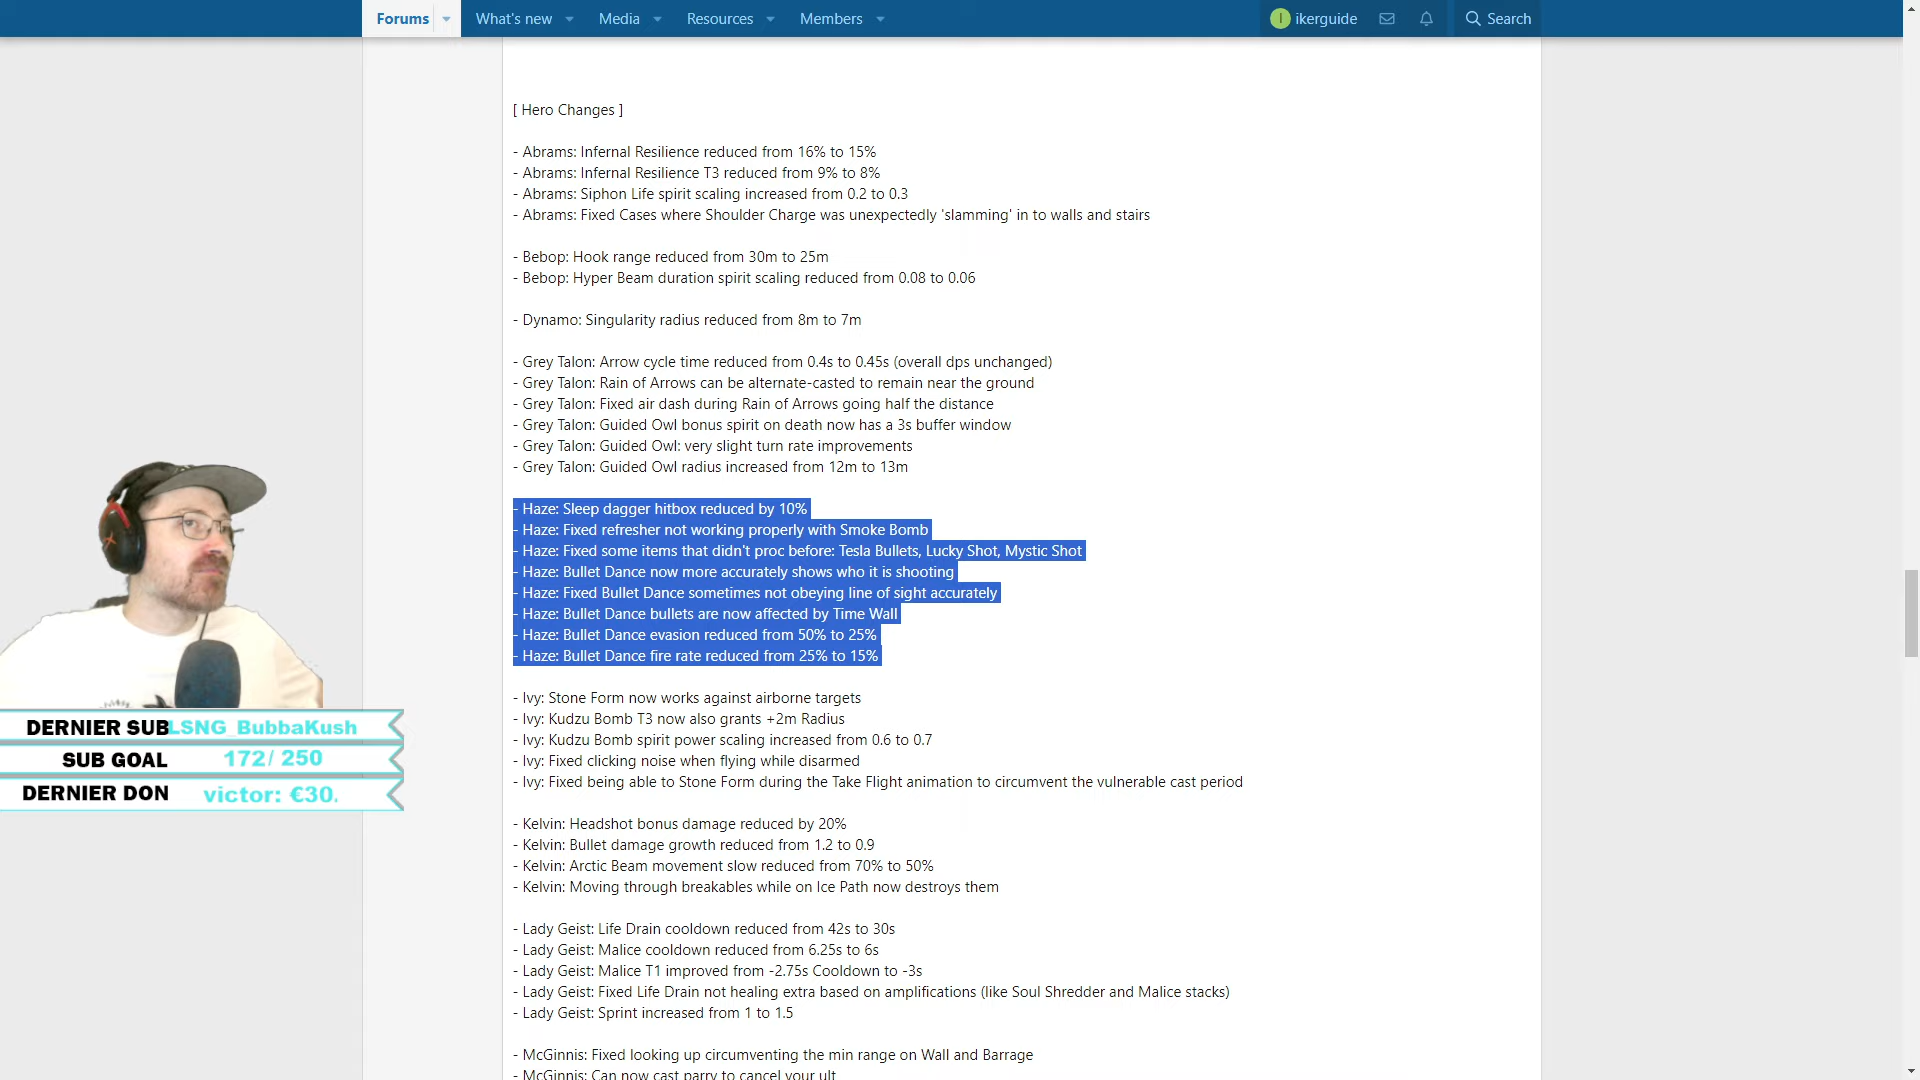 Forums
What's new
Media
Resources
Members
I ikerguide
Search
[ Hero Changes ]
- Abrams: Infernal Resilience reduced from 16% to 15%
- Abrams: Infernal Resilience T3 reduced from 9% to 8%
- Abrams: Siphon Life spirit scaling increased from 0.2 to 0.3
- Abrams: Fixed Cases where Shoulder Charge was unexpectedly 'slamming' in to walls and stairs
- Bebop: Hook range reduced from 30m to 25m
- Bebop: Hyper Beam duration spirit scaling reduced from 0.08 to 0.06
- Dynamo: Singularity radius reduced from 8m to 7m
- Grey Talon: Arrow cycle time reduced from 0.4s to 0.45s (overall dps unchanged)
- Grey Talon: Rain of Arrows can be alternate-casted to remain near the ground
- Grey Talon: Fixed air dash during Rain of Arrows going half the distance
- Grey Talon: Guided Owl bonus spirit on death now has a 3s buffer window
- Grey Talon: Guided Owl: very slight turn rate improvements
- Grey Talon: Guided Owl radius increased from 12m to 13m
- Haze: Sleep dagger hitbox reduced by 10%
- Haze: Fixed refresher not working properly with Smoke Bomb
- Haze: Fixed some items that didn't proc before: Tesla Bullets, Lucky Shot, Mystic Shot
- Haze: Bullet Dance now more accurately shows who it is shooting
- Haze: Fixed Bullet Dance sometimes not obeying line of sight accurately
- Haze: Bullet Dance bullets are now affected by Time Wall
- Haze: Bullet Dance evasion reduced from 50% to 25%
- Haze: Bullet Dance fire rate reduced from 25% to 15%
- Ivy: Stone Form now works against airborne targets
- Ivy: Kudzu Bomb T3 now also grants +2m Radius
- Ivy: Kudzu Bomb spirit power scaling increased from 0.6 to 0.7
- Ivy: Fixed clicking noise when flying while disarmed
- Ivy: Fixed being able to Stone Form during the Take Flight animation to circumvent the vulnerable cast period
- Kelvin: Headshot bonus damage reduced by 20%
- Kelvin: Bullet damage growth reduced from 1.2 to 0.9
- Kelvin: Arctic Beam movement slow reduced from 70% to 50%
- Kelvin: Moving through breakables while on Ice Path now destroys them
- Lady Geist: Life Drain cooldown reduced from 42s to 30s
- Lady Geist: Malice cooldown reduced from 6.25s to 6s
- Lady Geist: Malice T1 improved from -2.75s Cooldown to -3s
- Lady Geist: Fixed Life Drain not healing extra based on amplifications (like Soul Shredder and Malice stacks)
- Lady Geist: Sprint increased from 1 to 1.5
- McGinnis: Fixed looking up circumventing the min range on Wall and Barrage
- McGinnis: Can now cast parry to cancel your ult
DERNIER SUB LSNG_BubbaKush
SUB GOAL 172/ 250
DERNIER DON victor: €30.